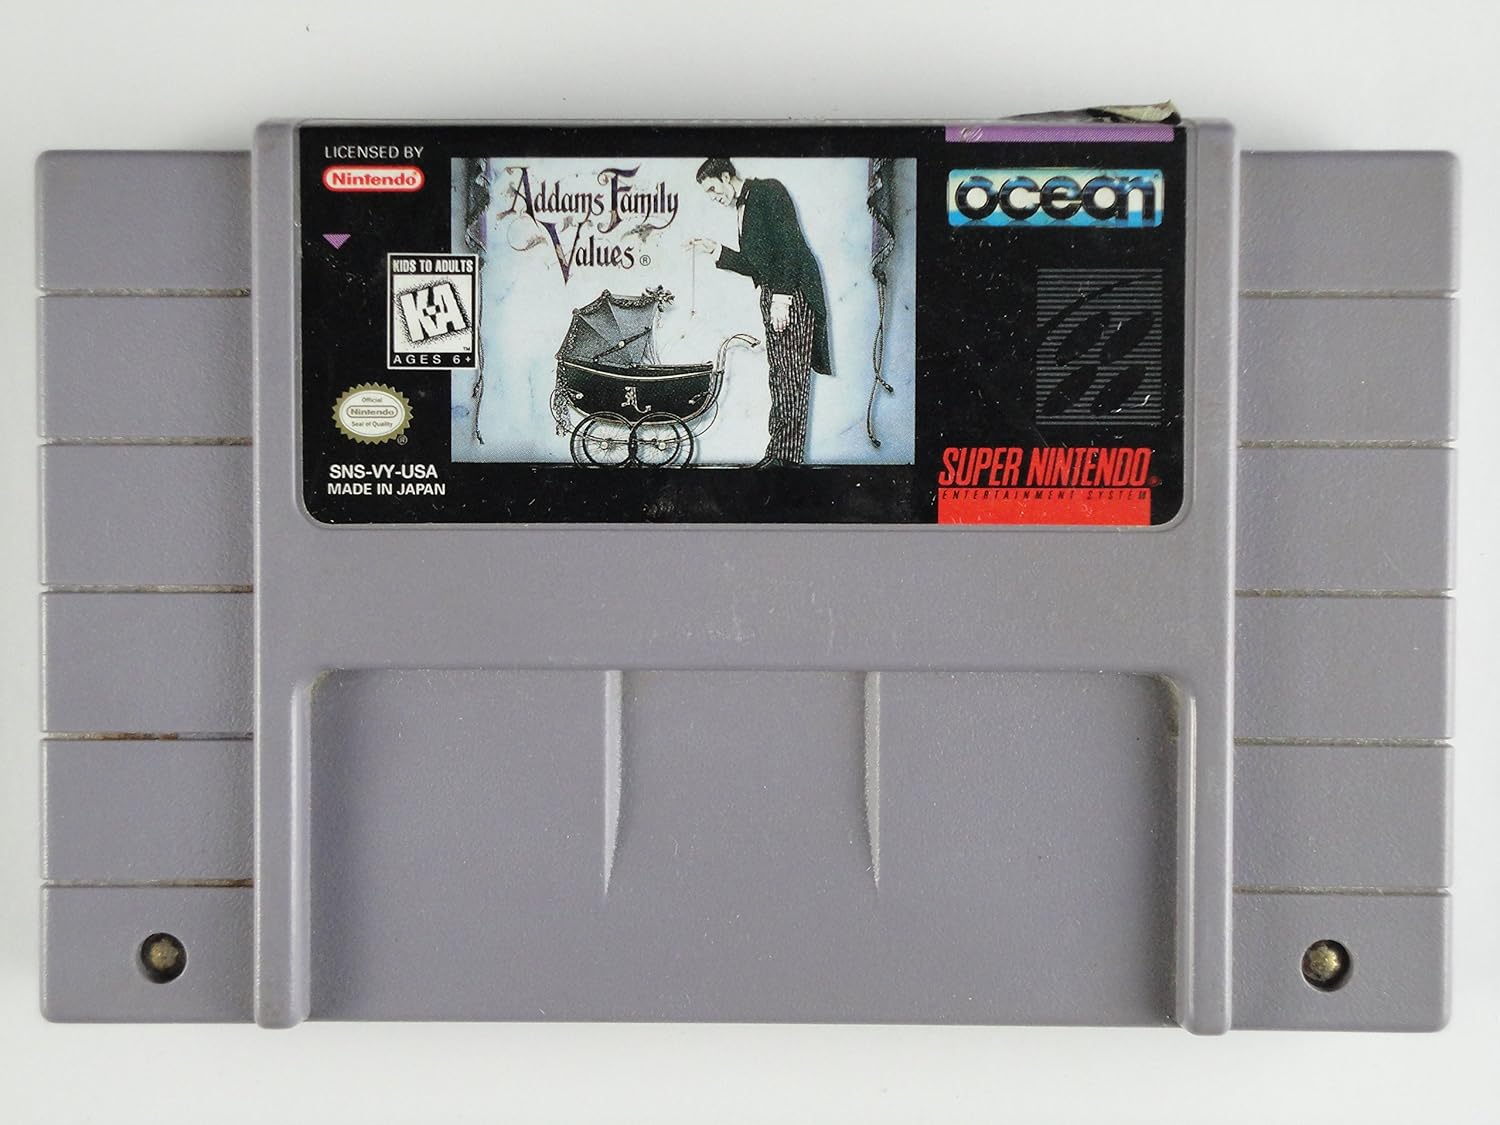 LICENSED BY
Nintendo®
Addams Family
Values®
ocean
KIDS TO ADULTS
K-A
™
AGES 6+
Official
Nintendo
Seal of Quality
®
SNS-VY-USA
MADE IN JAPAN
A
SUPER NINTENDO®
ENTERTAINMENT SYSTEM